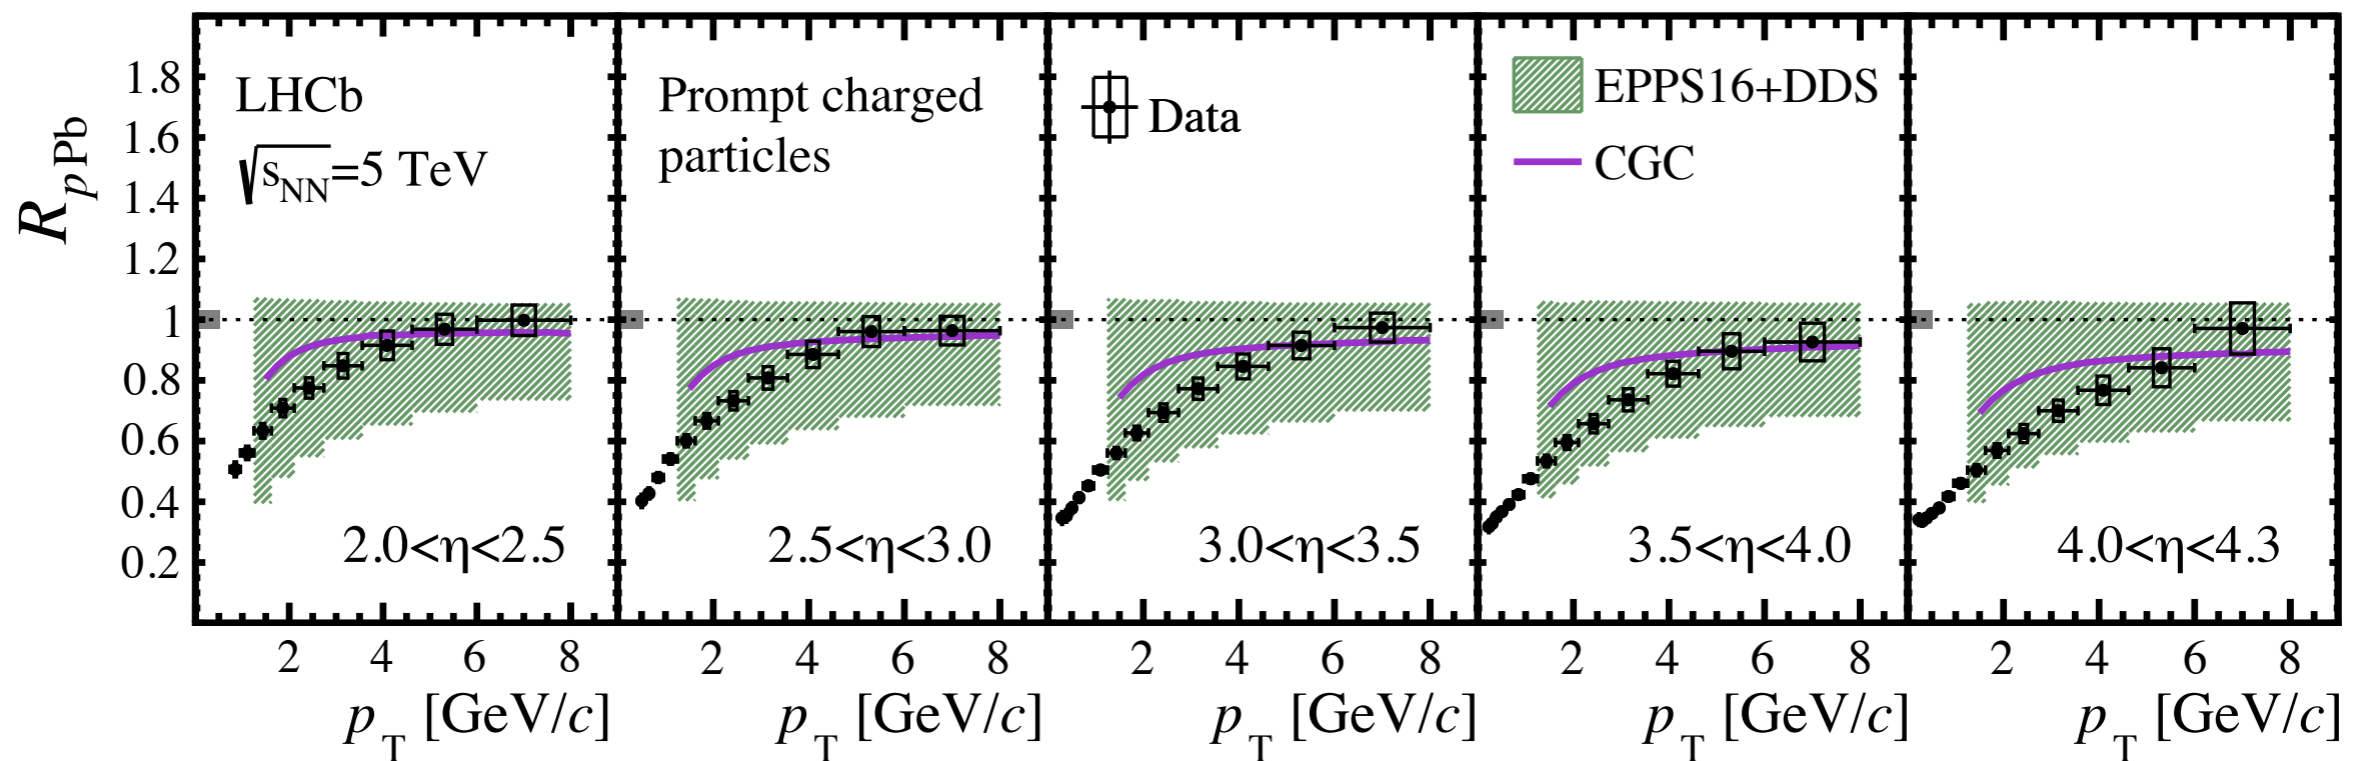 R_pPb
1.8
1.6
1.4
1.2
1
0.8
0.6
0.4
0.2
LHCb
√s_NN=5 TeV
2.0<η<2.5
Prompt charged
particles
2.5<η<3.0
Data
3.0<η<3.5
EPPS16+DDS
CGC
3.5<η<4.0
4.0<η<4.3
2 4 6 8 2 4 6 8 2 4 6 8 2 4 6 8 2 4 6 8
p_T [GeV/c] p_T [GeV/c] p_T [GeV/c] p_T [GeV/c] p_T [GeV/c]